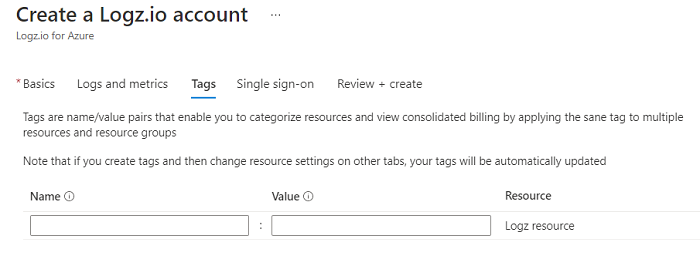 Create a Logz.io account ...
Logz.io for Azure
* Basics Logs and metrics Tags Single sign-on Review + create
Tags are name/value pairs that enable you to categorize resources and view consolidated billing by applying the sane tag to multiple
resources and resource groups
Note that if you create tags and then change resource settings on other tabs, your tags will be automatically updated
Name Value Resource
: Logz resource